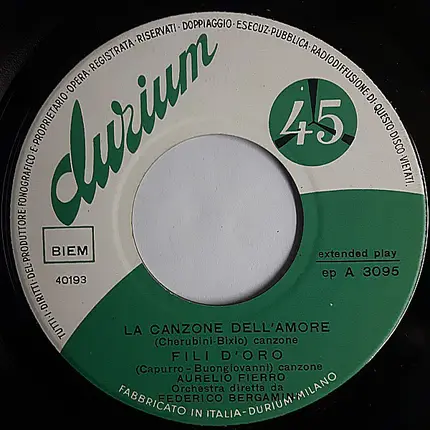 TUTTI·I·DIRITTI DEL PRODUTTORE FONOGRAFICO E PROPRIETARIO OPERA REGISTRATA·RISERVATI·DOPPIAGGIO·ESECUZ·PUBBLICA·RADIODIFFUSIONE·DI QUESTO DISCO VIETATI.
durium
45
BIEM
40193
extended play
ep A 3095
LA CANZONE DELL'AMORE
(Cherubini-Bixio) canzone
FILI D'ORO
(Capurro-Buongiovanni) canzone
AURELIO FIERRO
Orchestra diretta da
FEDERICO BERGAMINI
FABBRICATO IN ITALIA-DURIUM-MILANO